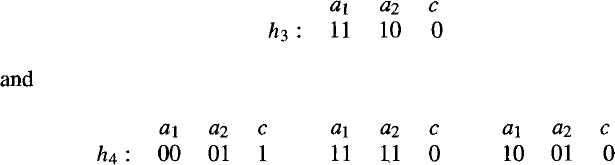 a₁ a₂ c
h₃ : 11 10 0
and
a₁ a₂ c a₁ a₂ c a₁ a₂ c
h₄ : 00 01 1 11 11 0 10 01 0